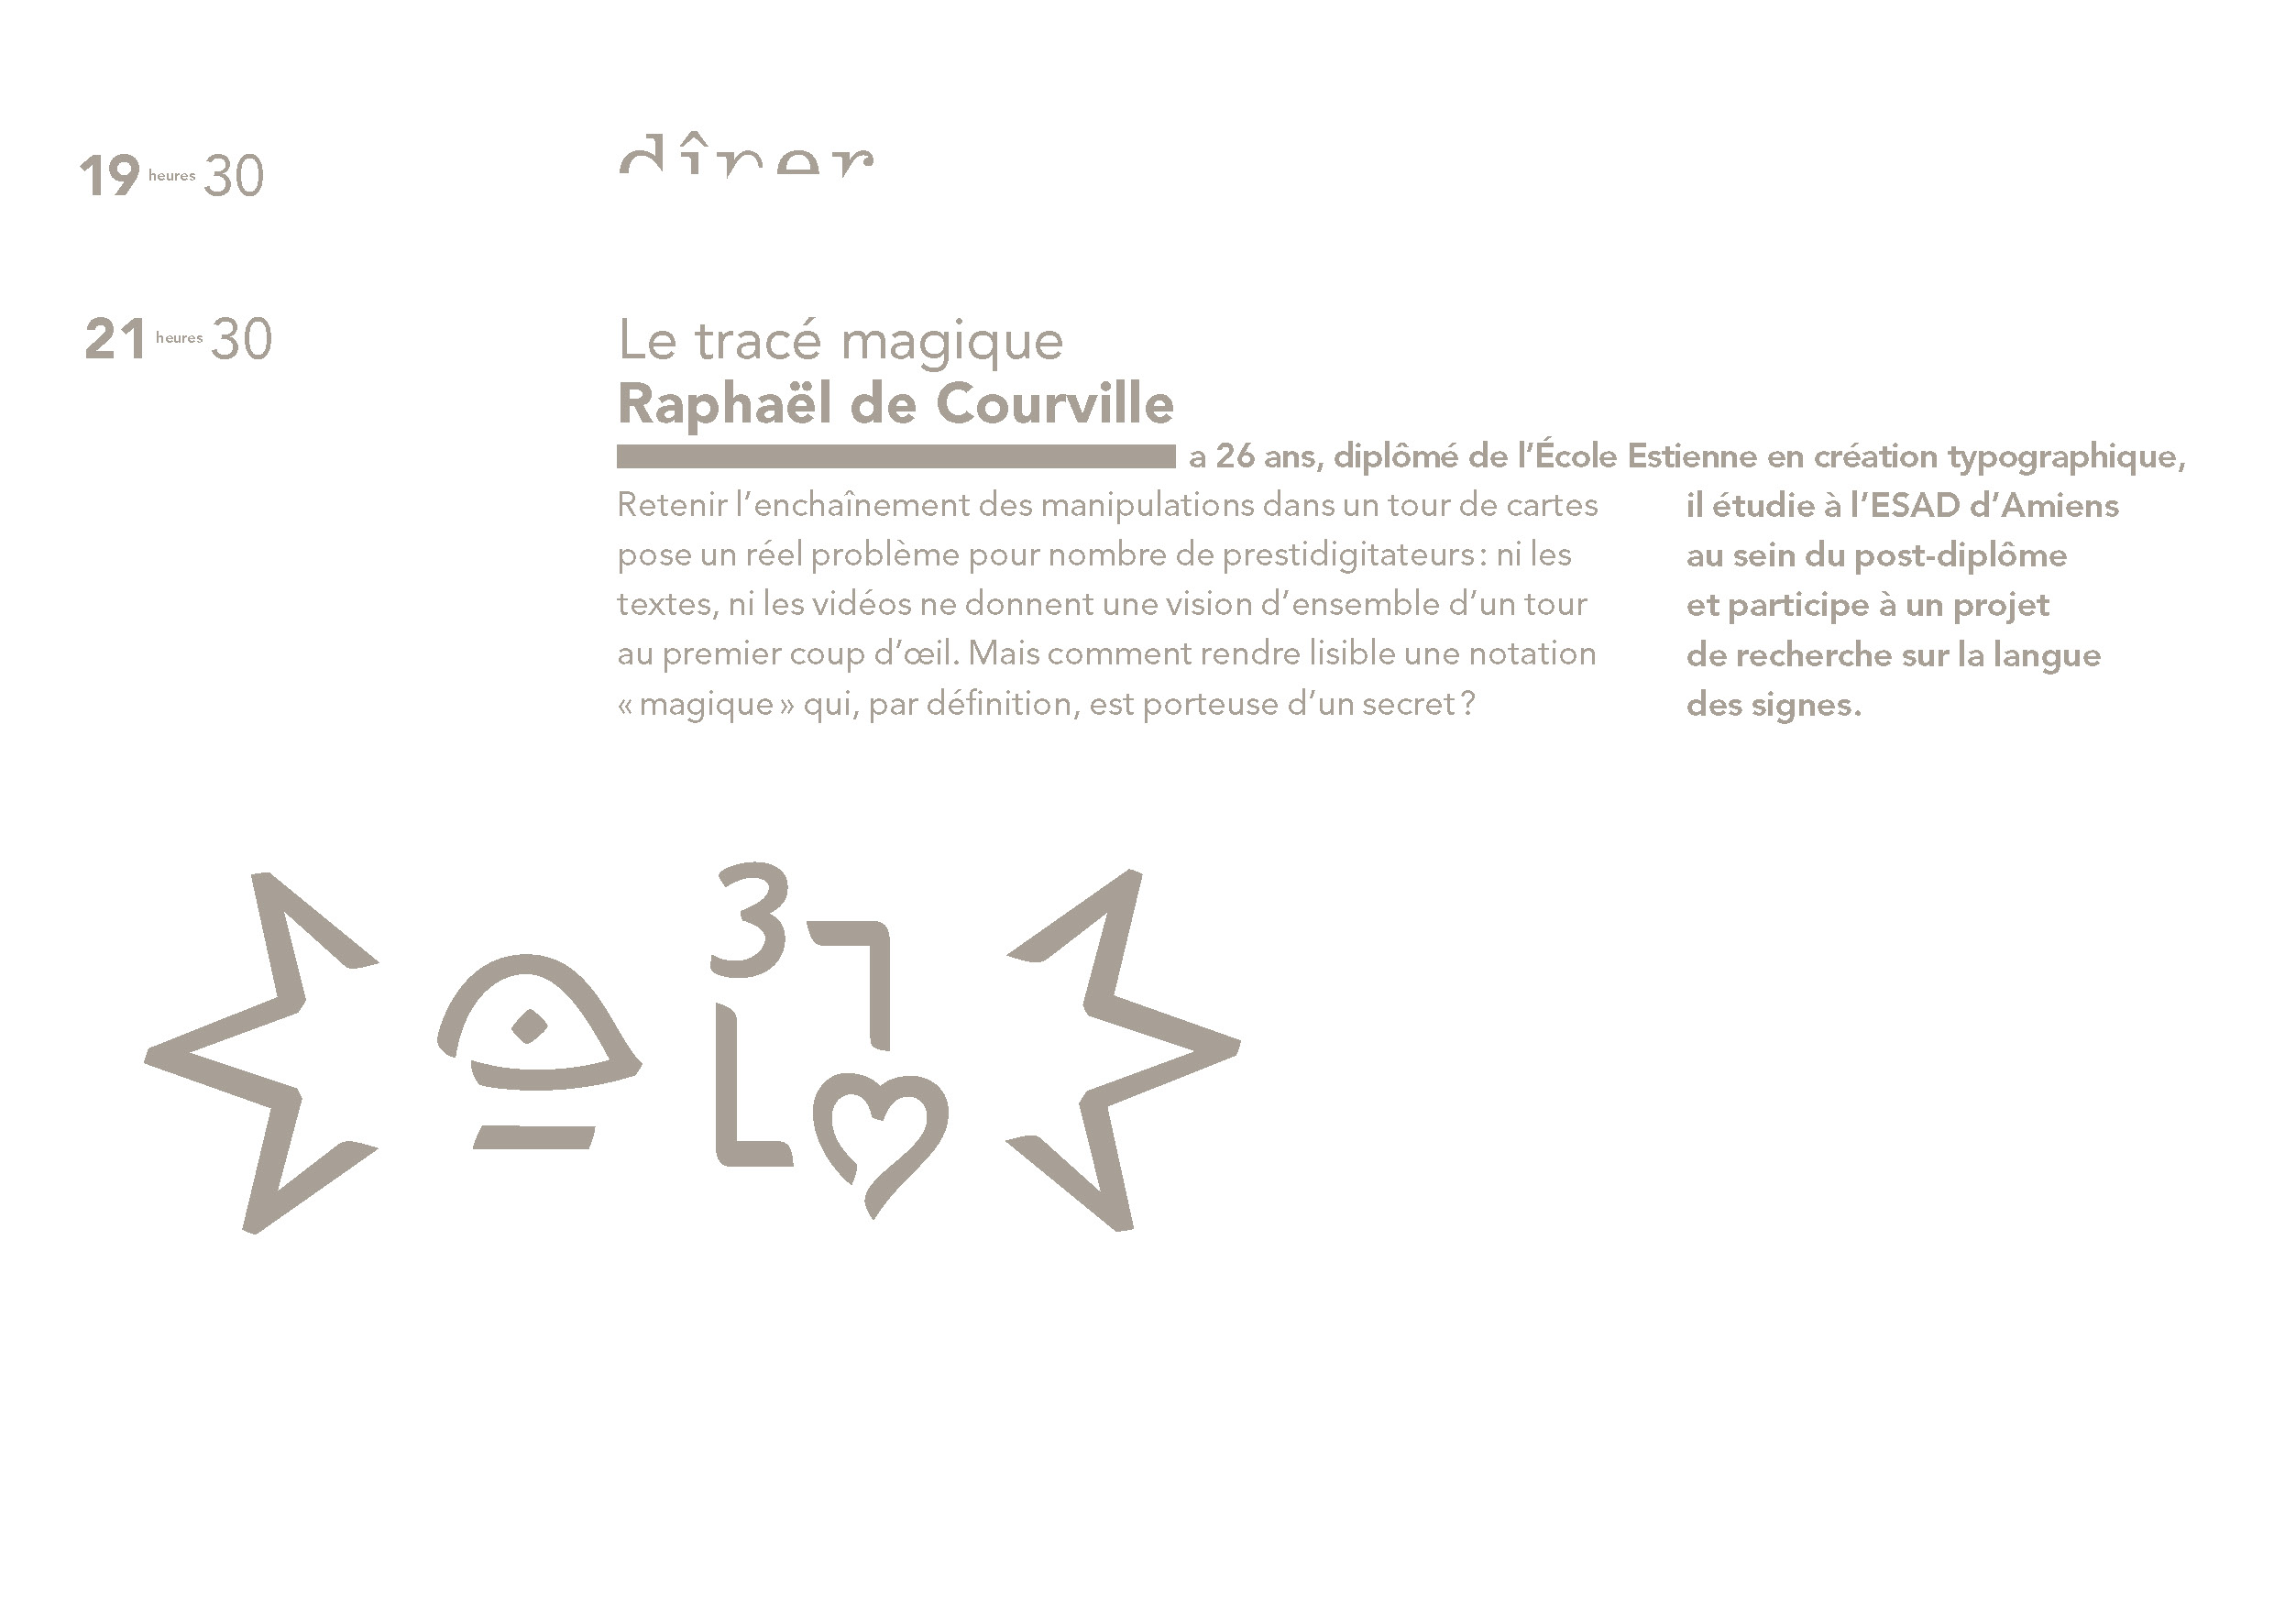 19 heures 30
dîner
21 heures 30
Le tracé magique
Raphaël de Courville
a 26 ans, diplômé de l’École Estienne en création typographique,
il étudie à l’ESAD d’Amiens
au sein du post-diplôme
et participe à un projet
de recherche sur la langue
des signes.
Retenir l’enchaînement des manipulations dans un tour de cartes
pose un réel problème pour nombre de prestidigitateurs : ni les
textes, ni les vidéos ne donnent une vision d’ensemble d’un tour
au premier coup d’œil. Mais comment rendre lisible une notation
« magique » qui, par définition, est porteuse d’un secret ?
3